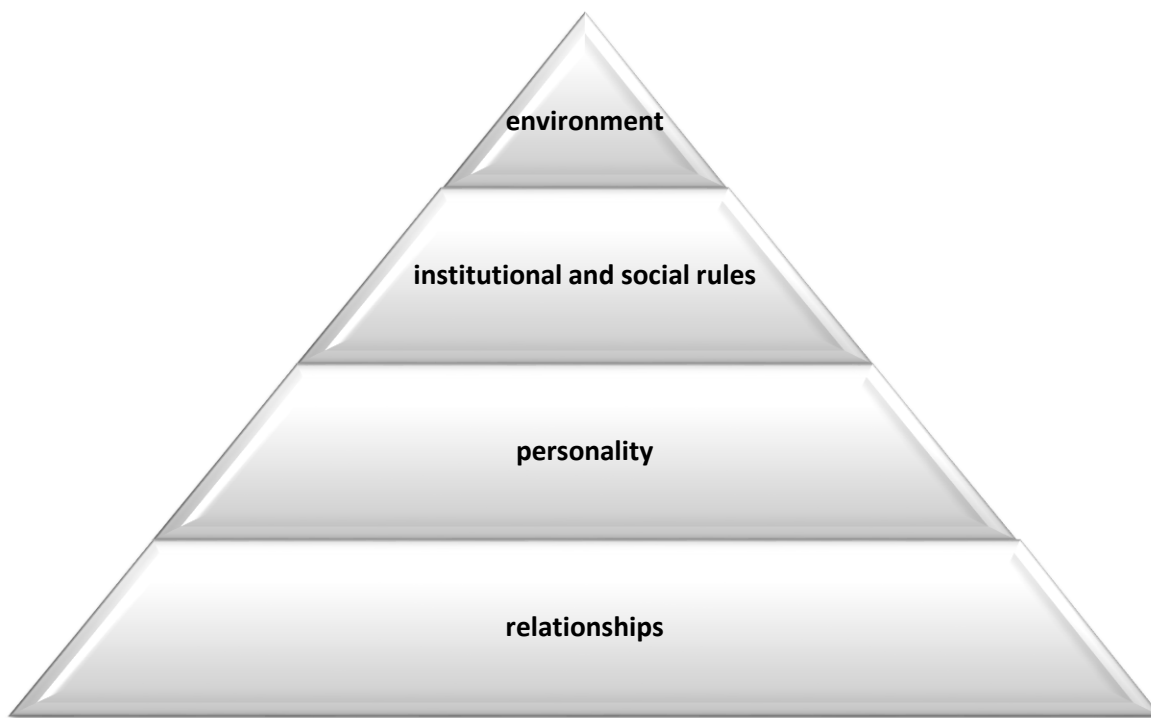 environment
institutional and social rules
personality
relationships